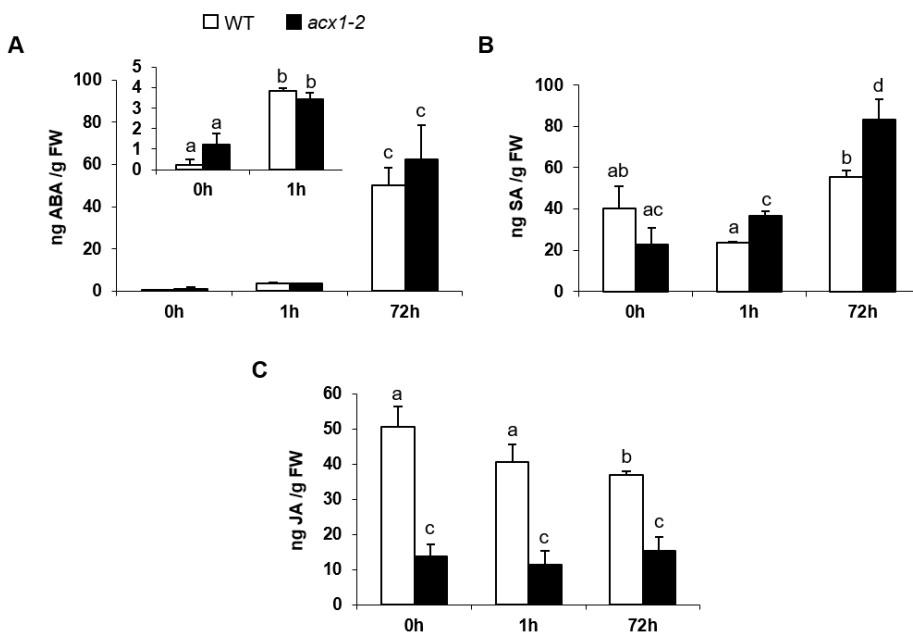 WT acx1-2
A
ng ABA /g FW
100
80
60
40
20
0
5
4
3
2
1
0
a a b b
0h 1h
c c
0h 1h 72h
B
ng SA /g FW
100
80
60
40
20
0
ab ac a c b d
0h 1h 72h
C
ng JA /g FW
60
50
40
30
20
10
0
a c a c b c
0h 1h 72h